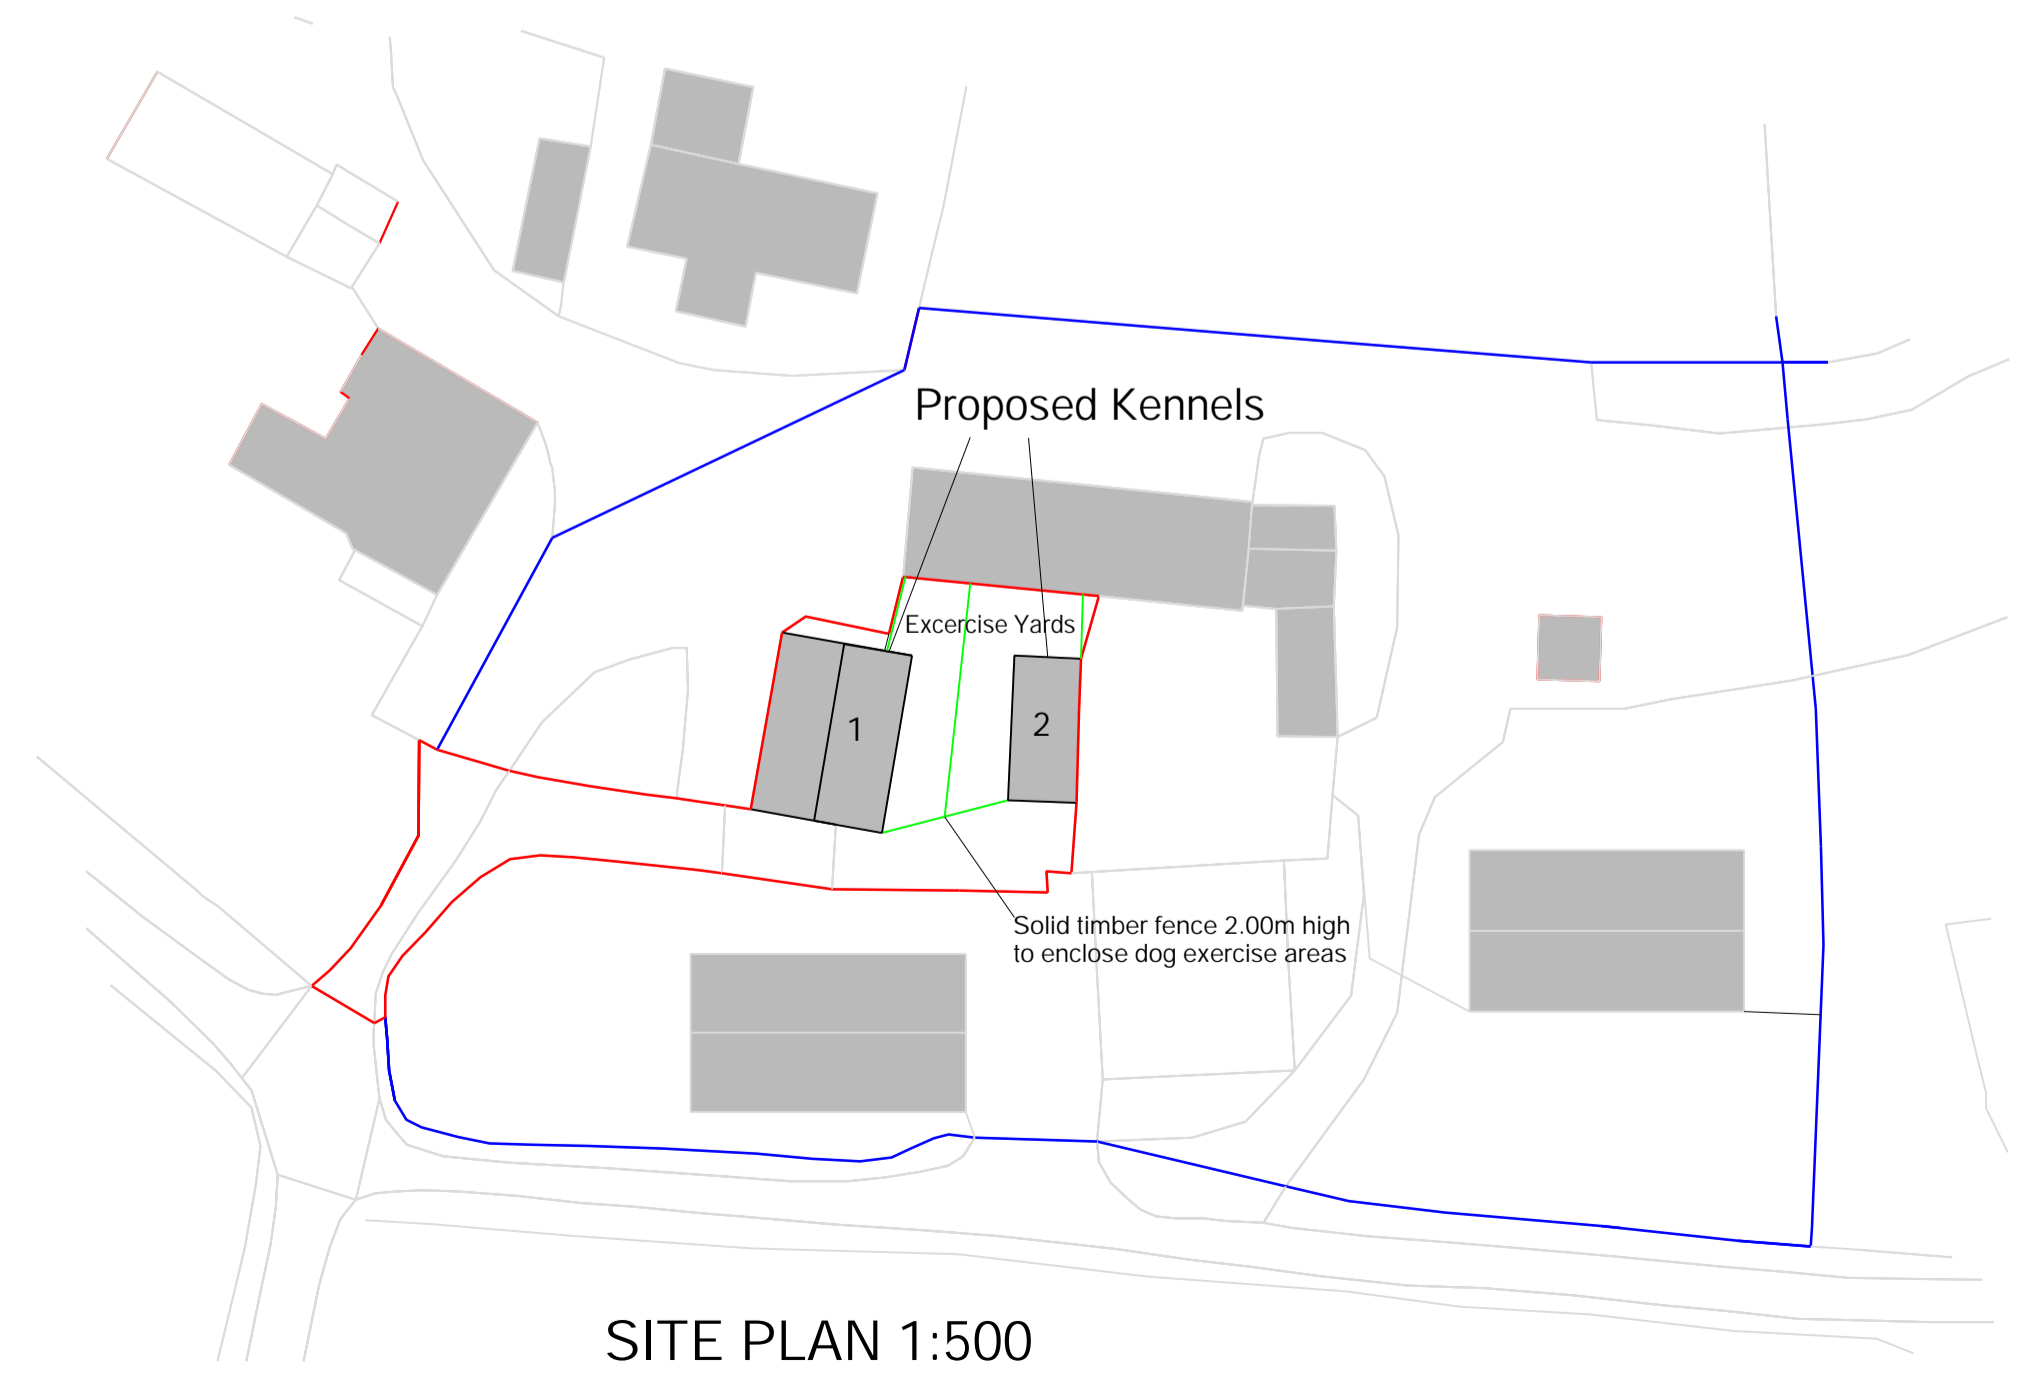 Proposed Kennels
Excercise Yards
1
2
Solid timber fence 2.00m high
to enclose dog exercise areas
SITE PLAN 1:500